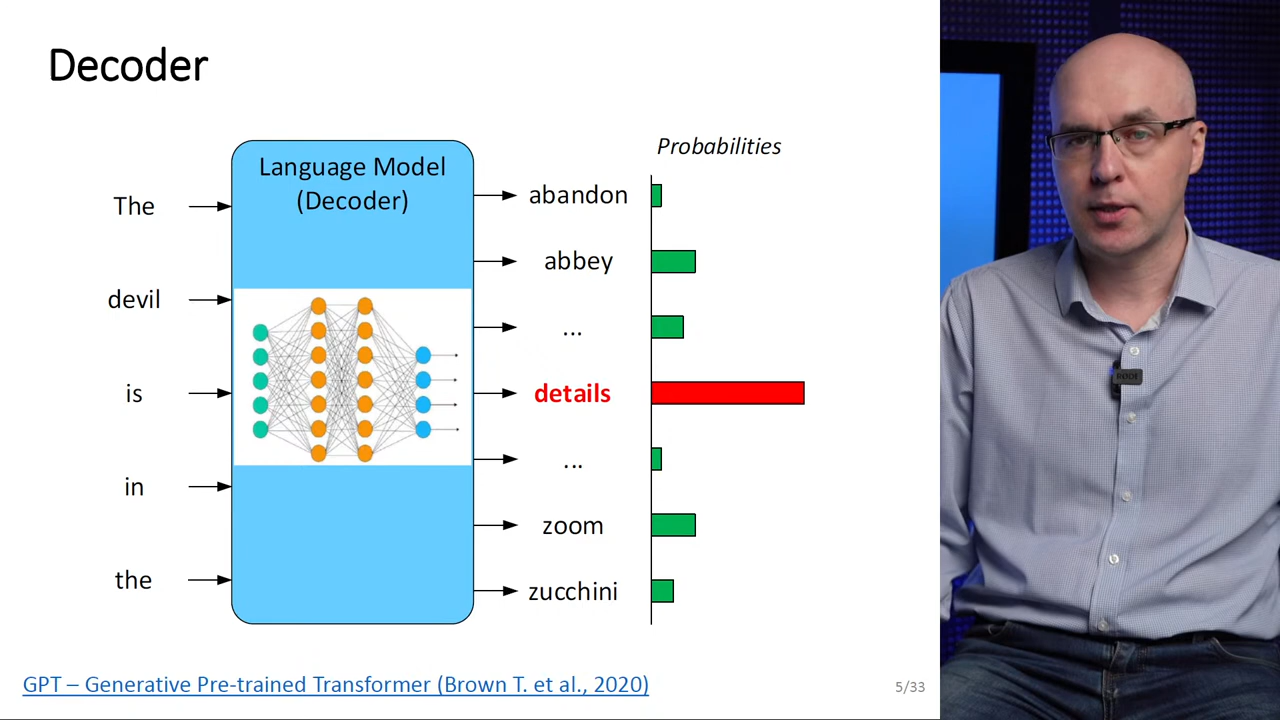 Decoder
Language Model
(Decoder)
Probabilities
The
devil
is
in
the
abandon
abbey
...
details
...
zoom
zucchini
GPT – Generative Pre-trained Transformer (Brown T. et al., 2020)
5/33
RODE